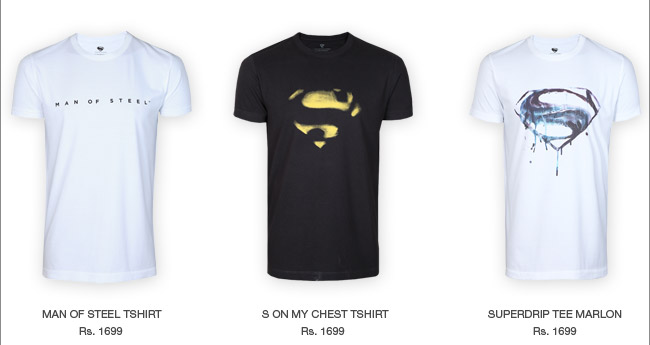 MAN OF STEEL
MAN OF STEEL TSHIRT
Rs. 1699
S ON MY CHEST TSHIRT
Rs. 1699
SUPERDRIP TEE MARLON
Rs. 1699